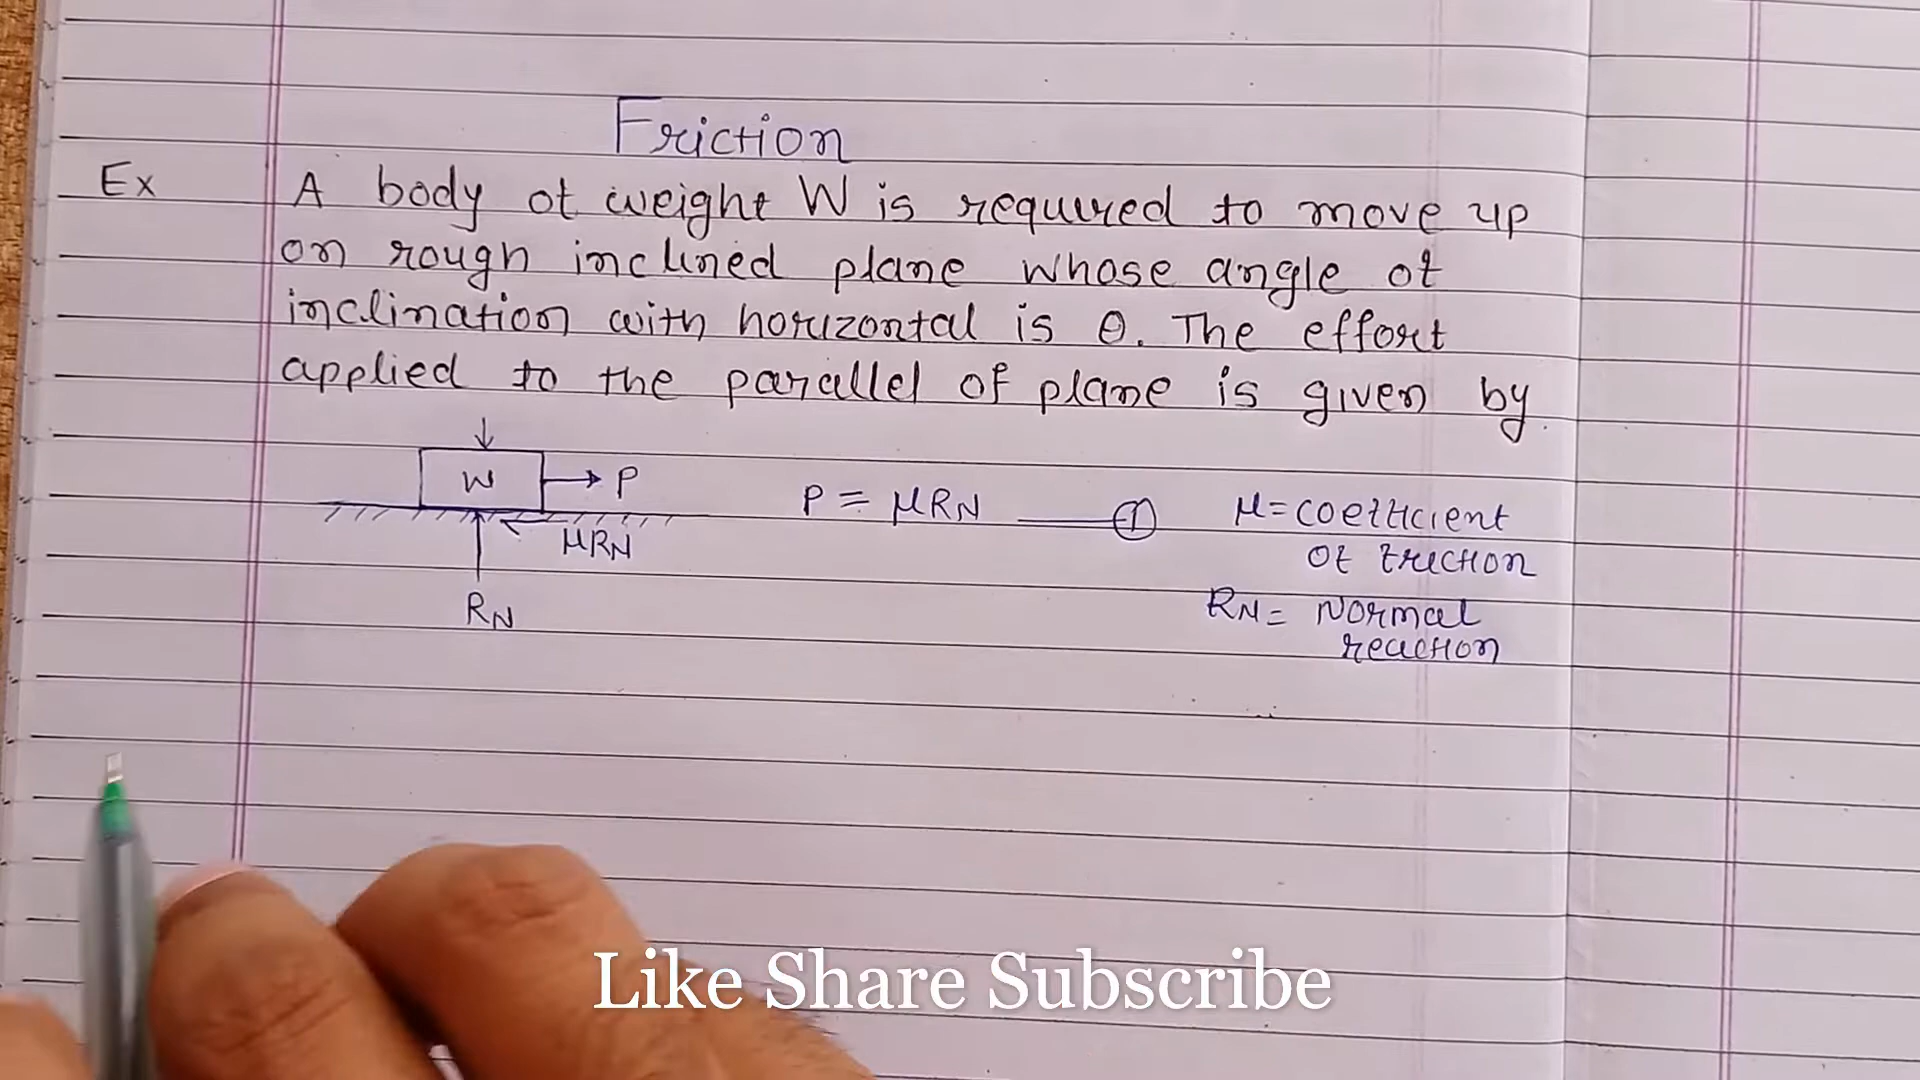 Friction
Ex A body of weight W is required to move up
on rough inclined plane whose angle of
inclination with horizontal is θ. The effort
applied to the parallel of plane is given by.
W → P
P = μRN ——— ① μ = coefficient
of friction
μRN
RN
RN = Normal
reaction
Like Share Subscribe